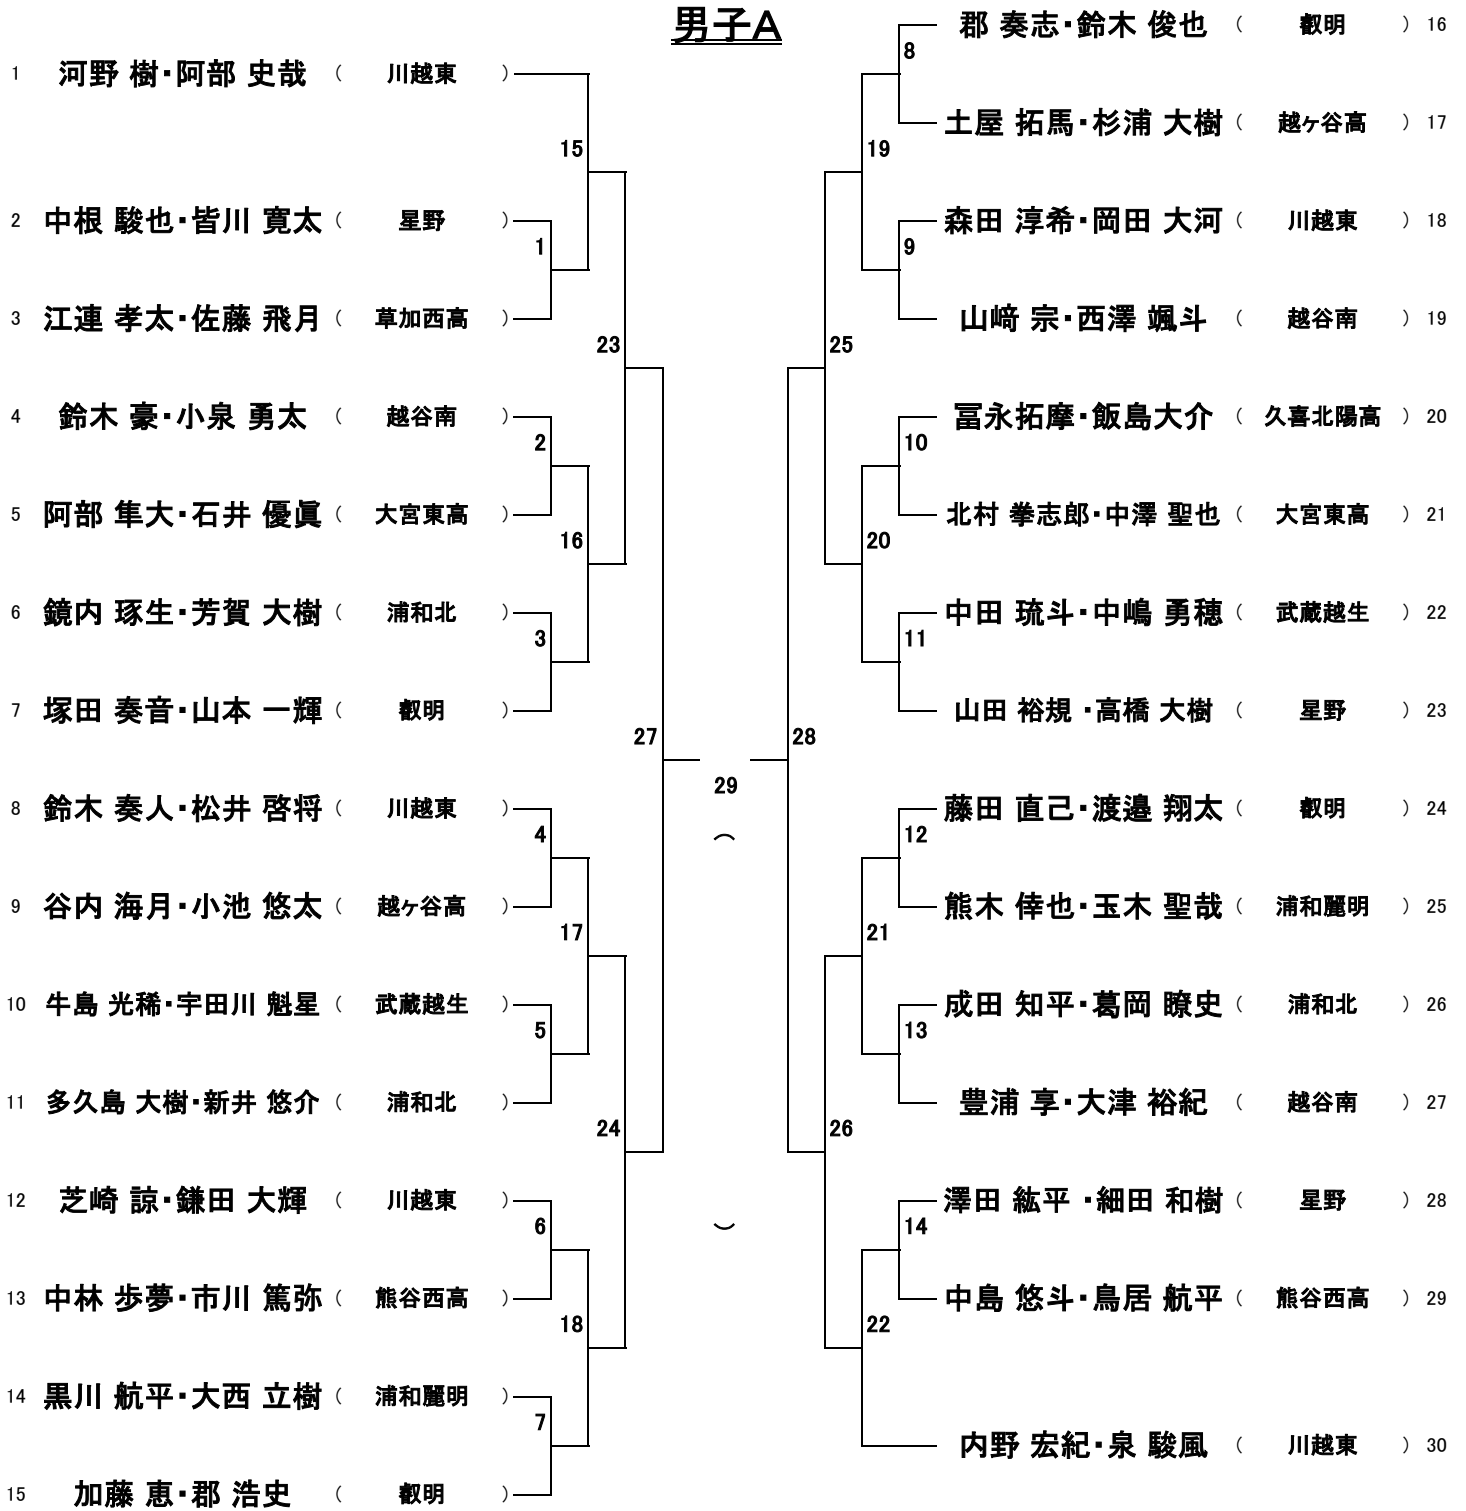 男子A
1 河野 樹・阿部 史哉 （ 川越東 ）
2 中根 駿也・皆川 寛太 （ 星野 ）
3 江連 孝太・佐藤 飛月 （ 草加西高 ）
4 鈴木 豪・小泉 勇太 （ 越谷南 ）
5 阿部 隼大・石井 優眞 （ 大宮東高 ）
6 鏡内 琢生・芳賀 大樹 （ 浦和北 ）
7 塚田 奏音・山本 一輝 （ 叡明 ）
8 鈴木 奏人・松井 啓将 （ 川越東 ）
9 谷内 海月・小池 悠太 （ 越ヶ谷高 ）
10 牛島 光稀・宇田川 魁星 （ 武蔵越生 ）
11 多久島 大樹・新井 悠介 （ 浦和北 ）
12 芝崎 諒・鎌田 大輝 （ 川越東 ）
13 中林 歩夢・市川 篤弥 （ 熊谷西高 ）
14 黒川 航平・大西 立樹 （ 浦和麗明 ）
15 加藤 恵・郡 浩史 （ 叡明 ）
1
2
3
4
5
6
7
15
16
17
18
23
24
27
29
（
）
28
25
26
19
20
21
22
8
9
10
11
12
13
14
郡 奏志・鈴木 俊也 （ 叡明 ） 16
土屋 拓馬・杉浦 大樹 （ 越ヶ谷高 ） 17
森田 淳希・岡田 大河 （ 川越東 ） 18
山﨑 宗・西澤 颯斗 （ 越谷南 ） 19
冨永拓摩・飯島大介 （ 久喜北陽高 ） 20
北村 拳志郎・中澤 聖也 （ 大宮東高 ） 21
中田 琉斗・中嶋 勇穂 （ 武蔵越生 ） 22
山田 裕規 ・高橋 大樹 （ 星野 ） 23
藤田 直己・渡邉 翔太 （ 叡明 ） 24
熊木 倖也・玉木 聖哉 （ 浦和麗明 ） 25
成田 知平・葛岡 瞭史 （ 浦和北 ） 26
豊浦 享・大津 裕紀 （ 越谷南 ） 27
澤田 紘平 ・細田 和樹 （ 星野 ） 28
中島 悠斗・鳥居 航平 （ 熊谷西高 ） 29
内野 宏紀・泉 駿風 （ 川越東 ） 30